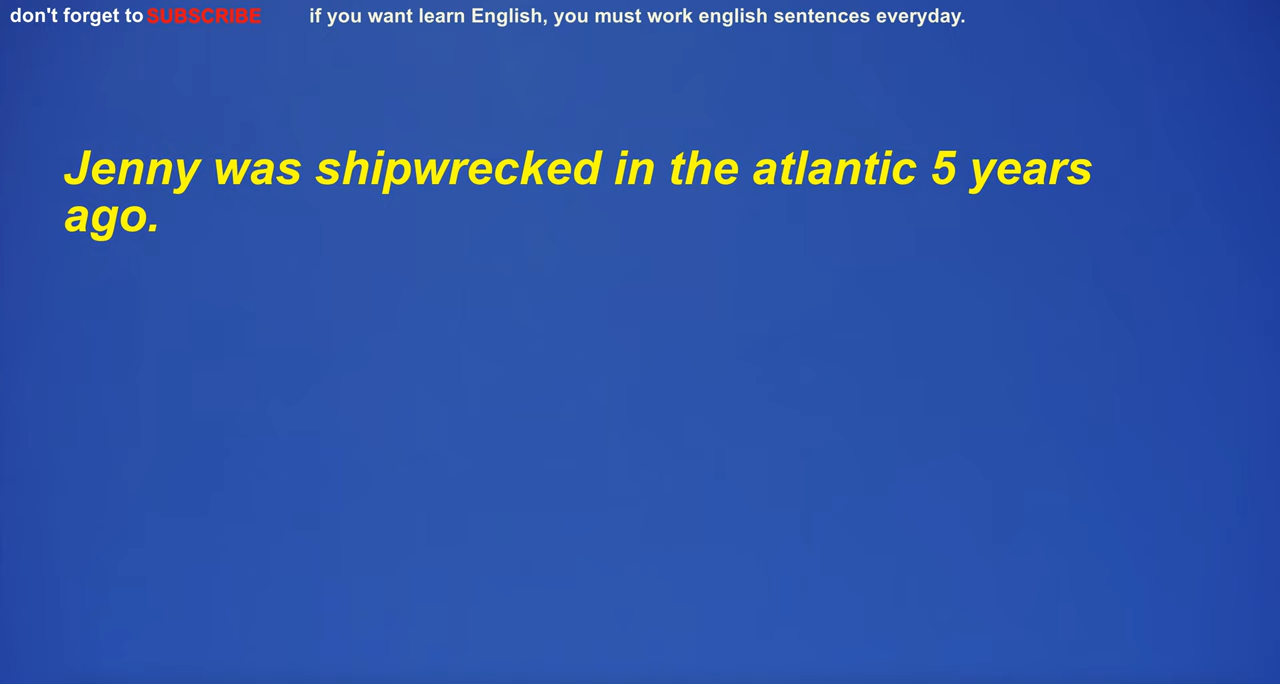 don't forget to SUBSCRIBE if you want learn English, you must work english sentences everyday.
Jenny was shipwrecked in the atlantic 5 years
ago.